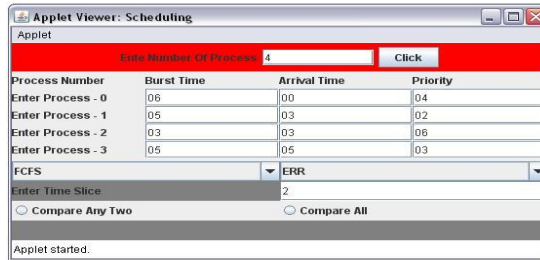 Applet Viewer: Scheduling
Applet
Ente Number Of Process 4 Click
Process Number Burst Time Arrival Time Priority
Enter Process - 0 06 00 04
Enter Process - 1 05 03 02
Enter Process - 2 03 03 06
Enter Process - 3 05 05 03
FCFS ERR
Enter Time Slice 2
Compare Any Two Compare All
Applet started.